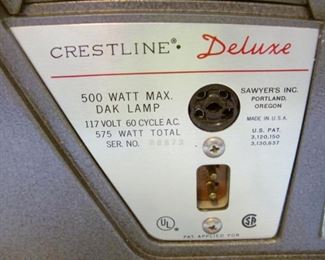 CRESTLINE® Deluxe
500 WATT MAX.
DAK LAMP
117 VOLT 60 CYCLE A.C.
575 WATT TOTAL
SER. NO.
SAWYER'S INC.
PORTLAND,
OREGON
MADE IN U.S.A.
U.S. PAT.
3,120,150
3,130,637
UL
SP
PAT. APPLIED FOR